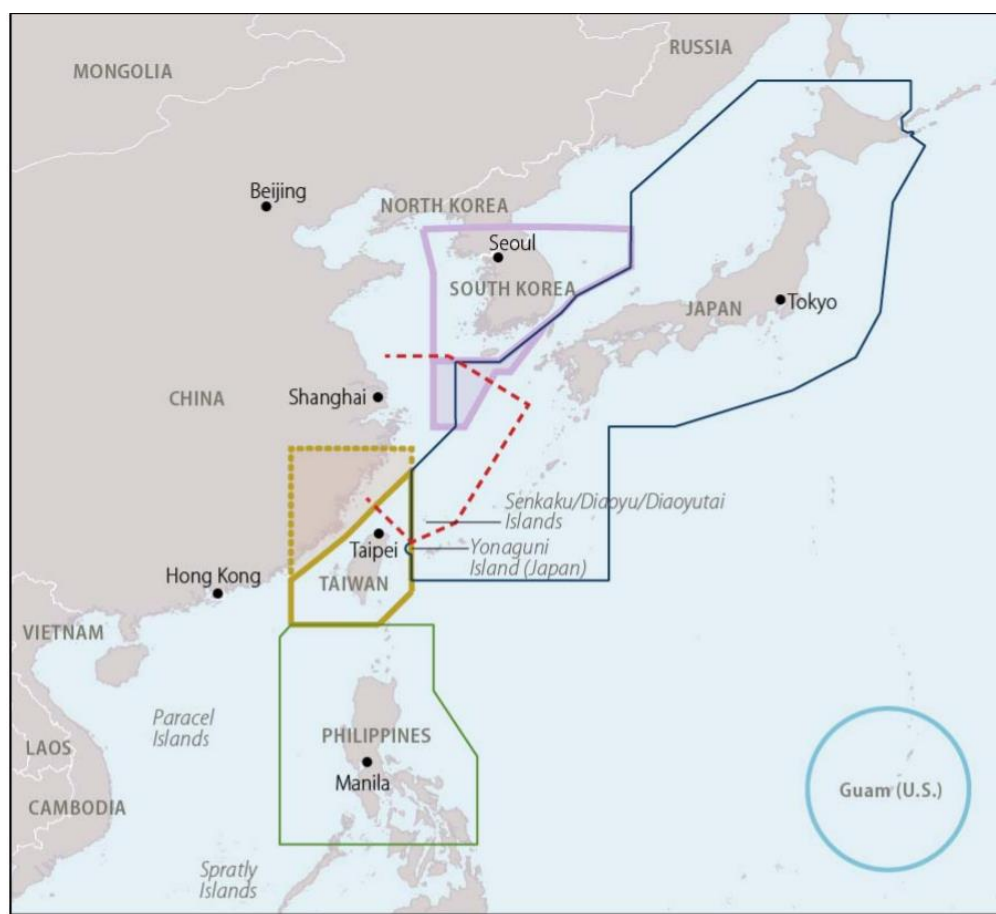 RUSSIA
MONGOLIA
Beijing
NORTH KOREA
Seoul
SOUTH KOREA
JAPAN
Tokyo
CHINA
Shanghai
Senkaku/Diaoyu/Diaoyutai
Islands
Taipei
Yonaguni
Island (Japan)
Hong Kong
TAIWAN
VIETNAM
Paracel
Islands
PHILIPPINES
LAOS
Manila
Guam (U.S.)
CAMBODIA
Spratly
Islands